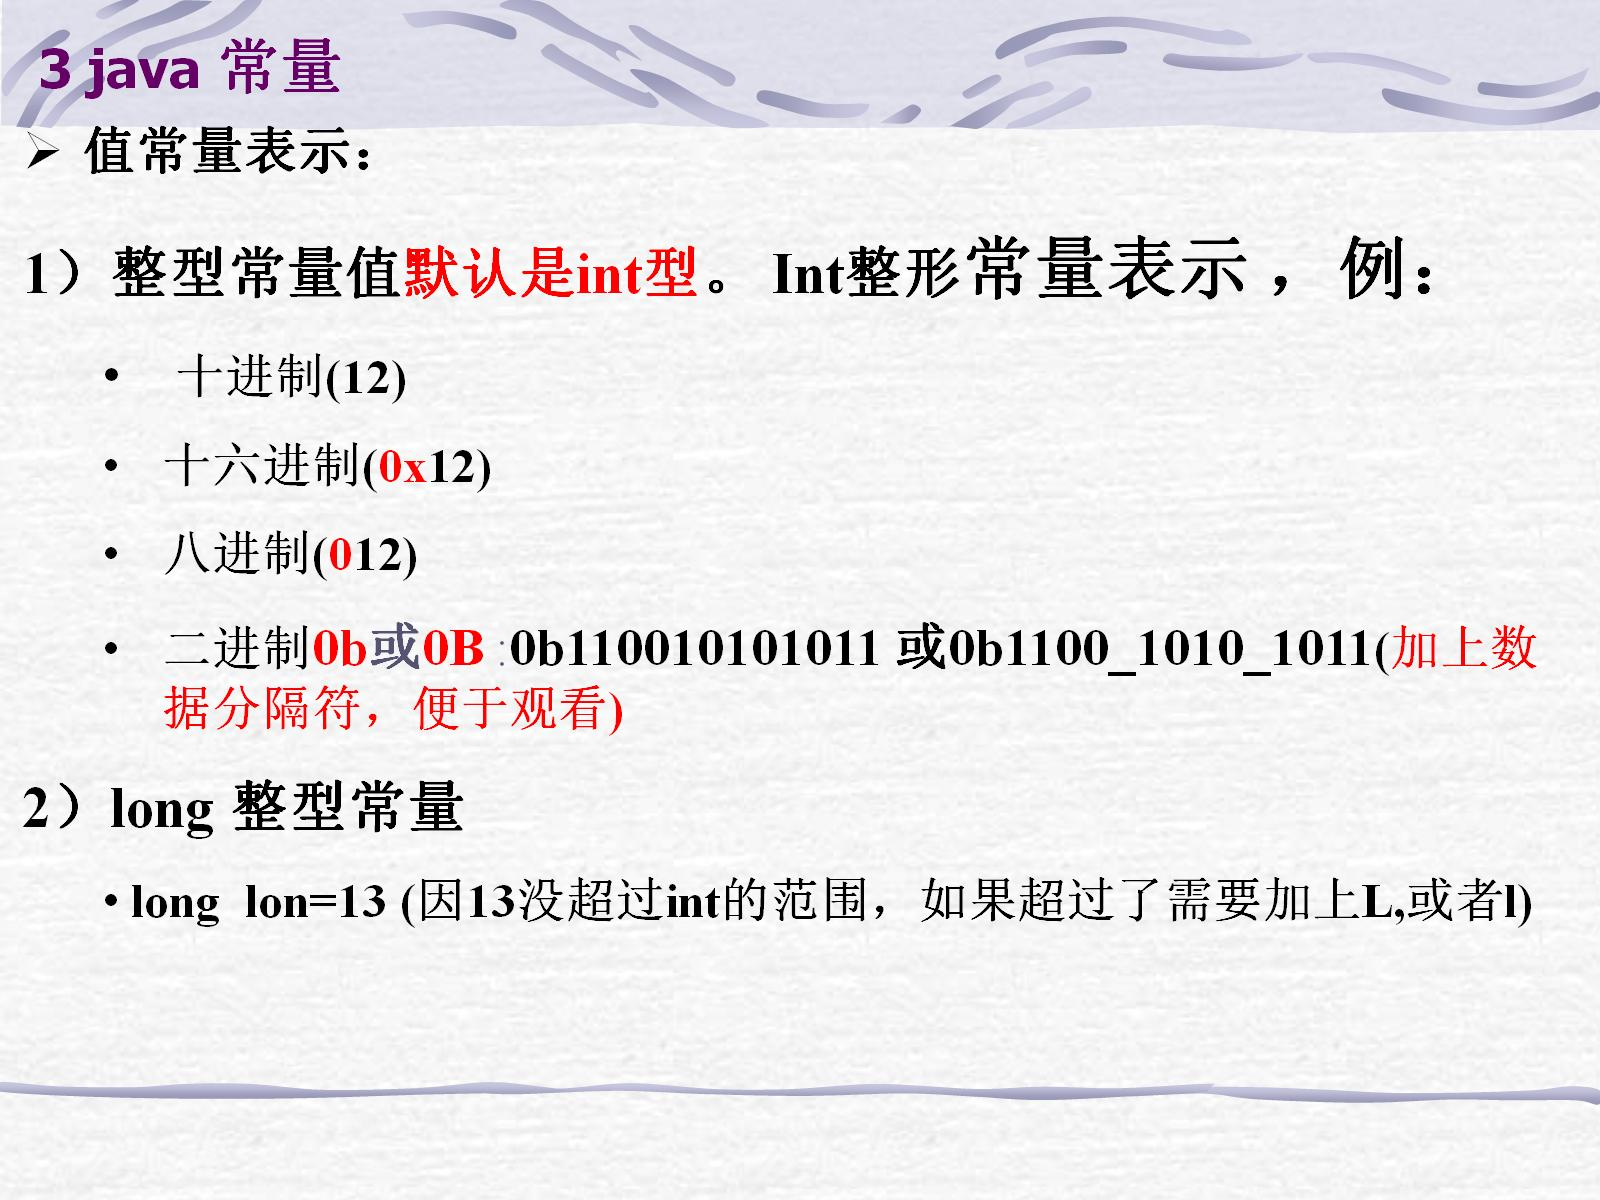 3 java 常量
值常量表示：
1）整型常量值默认是int型。 Int整形常量表示 ，例：
• 十进制(12)
• 十六进制(0x12)
• 八进制(012)
• 二进制0b或0B :0b110010101011 或0b1100_1010_1011(加上数
据分隔符，便于观看)
2）long 整型常量
• long lon=13 (因13没超过int的范围，如果超过了需要加上L,或者l)